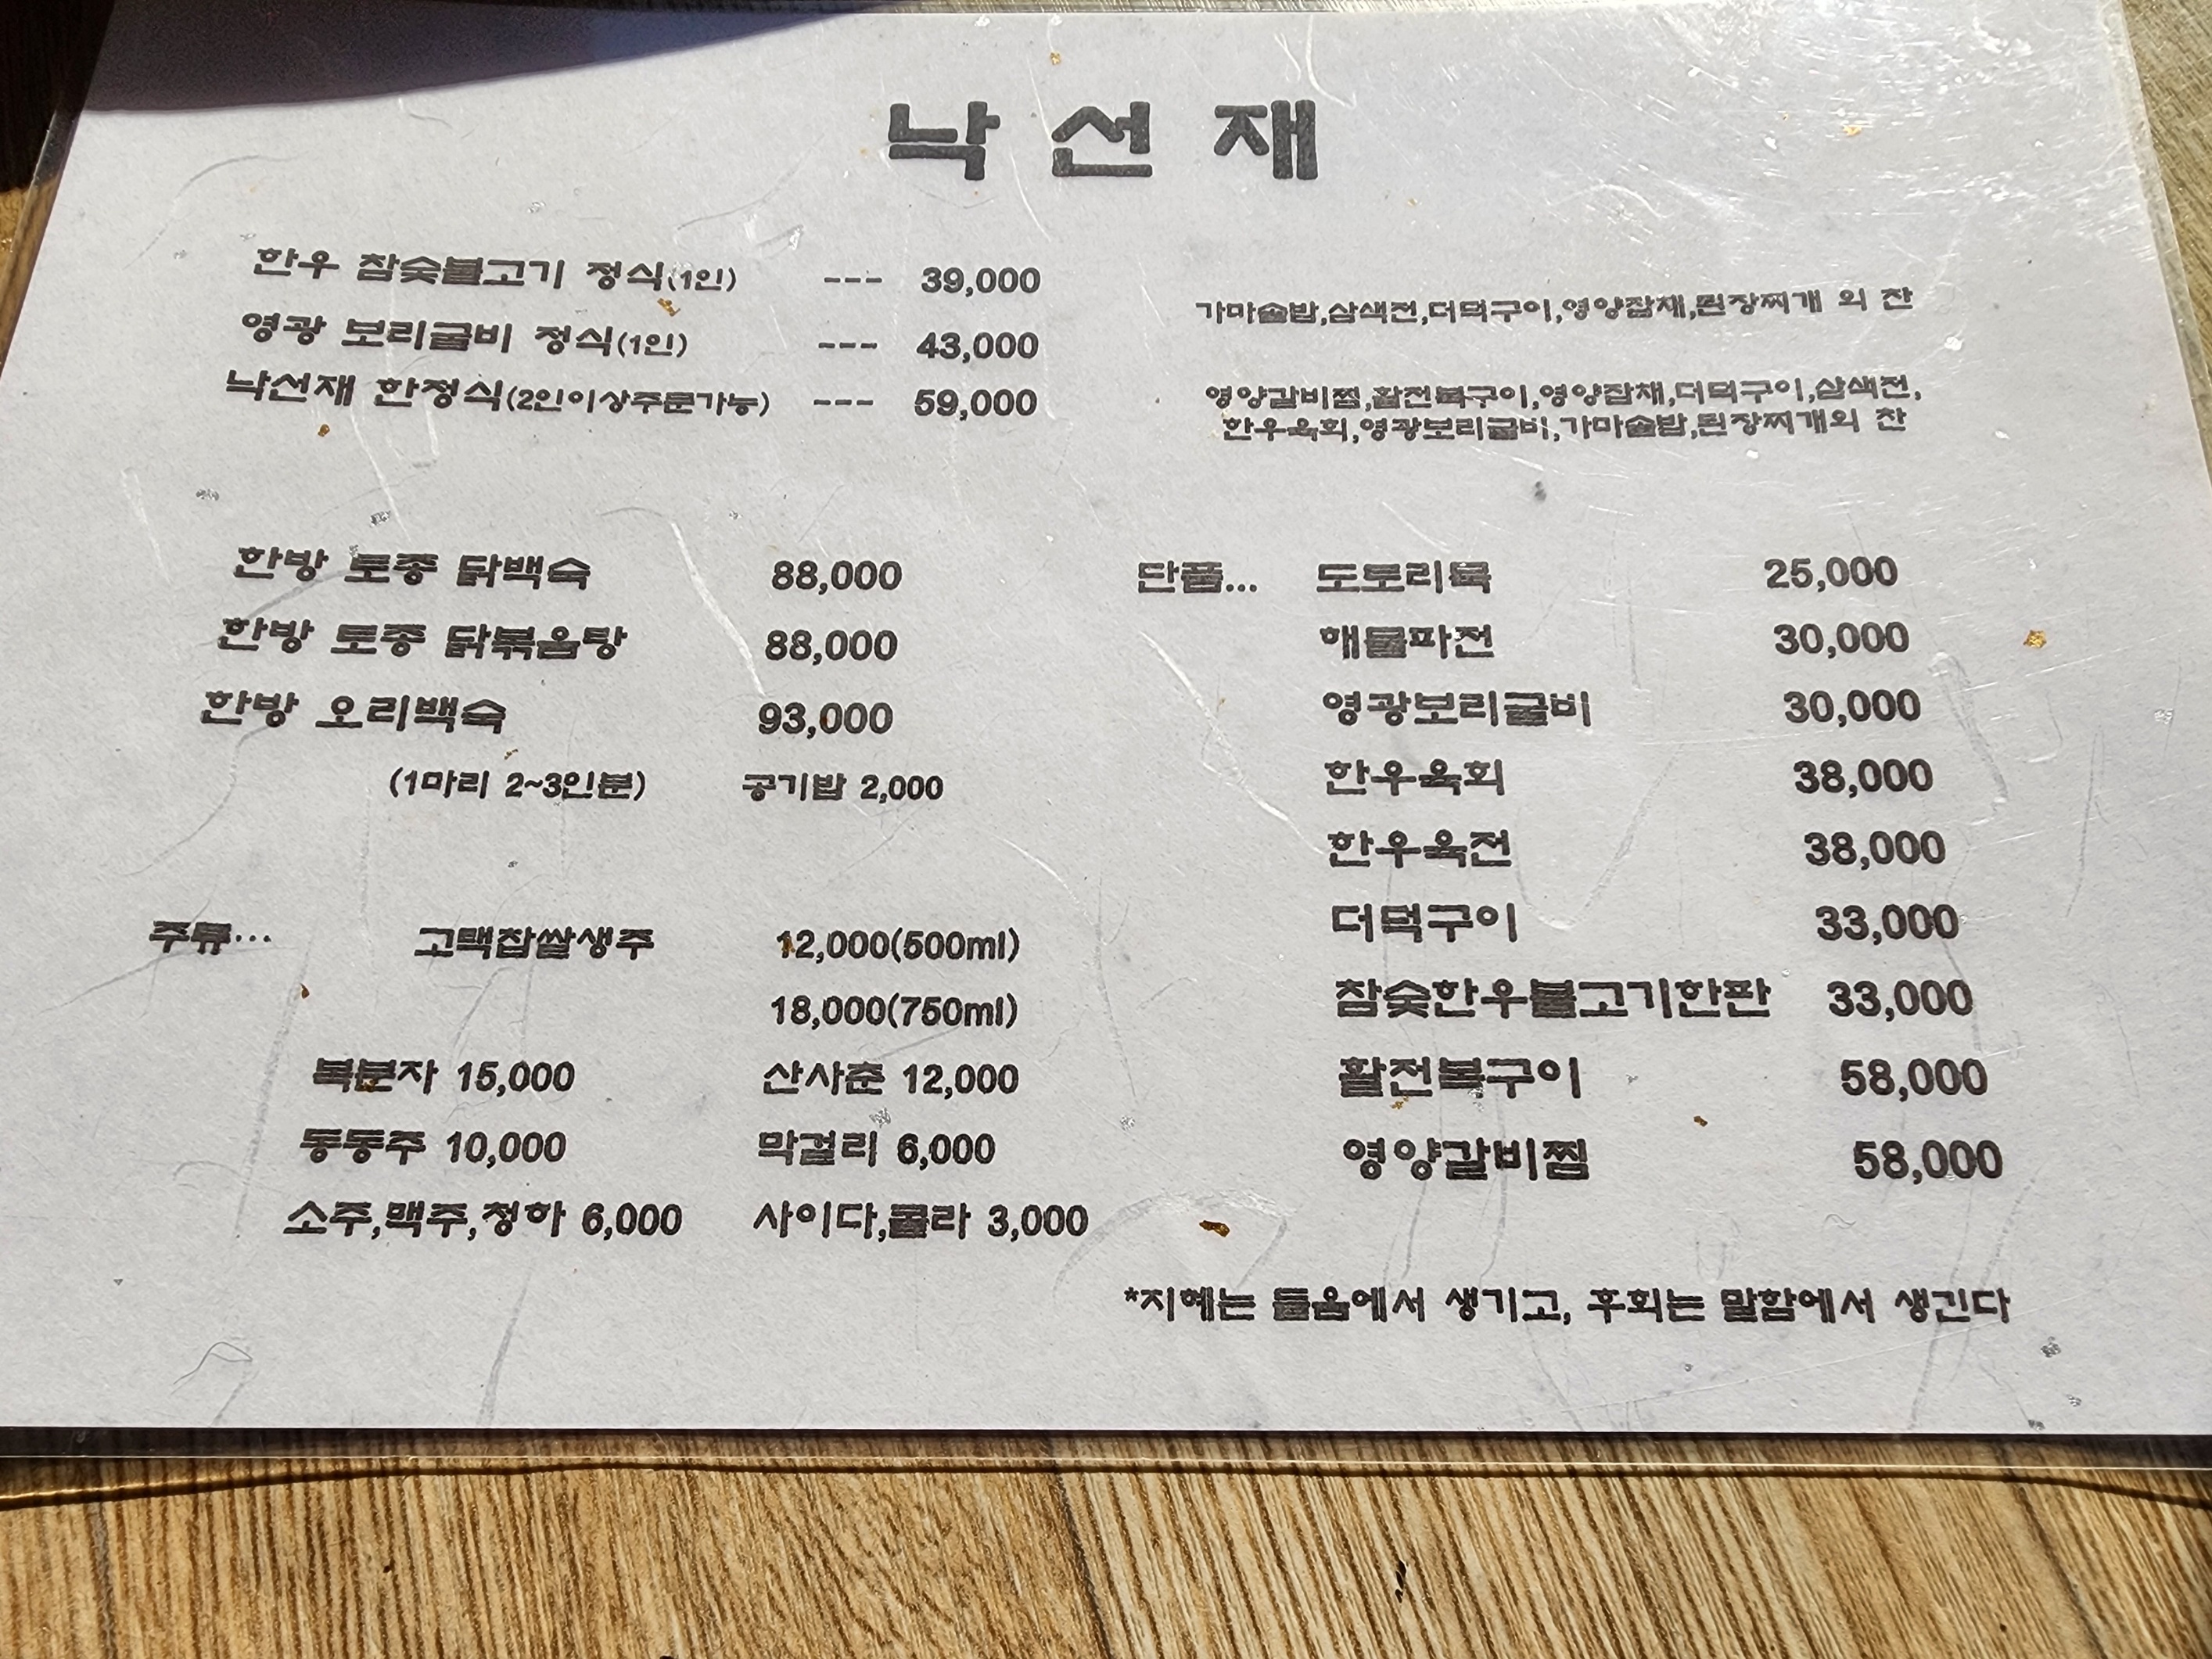 낙선재
한우 참숯불고기 정식(1인) --- 39,000
영광 보리굴비 정식(1인) --- 43,000
가마솥밥,삼색전,더덕구이,영양잡채,된장찌개 외 찬
낙선재 한정식(2인이상주문가능) --- 59,000
영양갈비찜,활전복구이,영양잡채,더덕구이,삼색전,
한우육회,영광보리굴비,가마솥밥,된장찌개외 찬
한방 토종 닭백숙 88,000
한방 토종 닭볶음탕 88,000
한방 오리백숙 93,000
(1마리 2~3인분) 공기밥 2,000
주류... 고택찹쌀생주 12,000(500ml)
18,000(750ml)
복분자 15,000 산사춘 12,000
동동주 10,000 막걸리 6,000
소주,맥주,청하 6,000 사이다,콜라 3,000
단품... 도토리묵 25,000
해물파전 30,000
영광보리굴비 30,000
한우육회 38,000
한우육전 38,000
더덕구이 33,000
참숯한우불고기한판 33,000
활전복구이 58,000
영양갈비찜 58,000
*지혜는 들음에서 생기고, 후회는 말함에서 생긴다